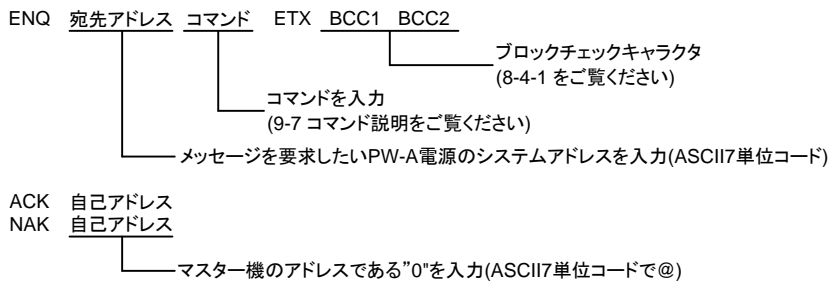 ENQ 宛先アドレス コマンド ETX BCC1 BCC2
ブロックチェックキャラクタ
(8-4-1 をご覧ください)
コマンドを入力
(9-7 コマンド説明をご覧ください)
メッセージを要求したいPW-A電源のシステムアドレスを入力(ASCII7単位コード)
ACK 自己アドレス
NAK 自己アドレス
マスター機のアドレスである”0"を入力(ASCII7単位コードで@)